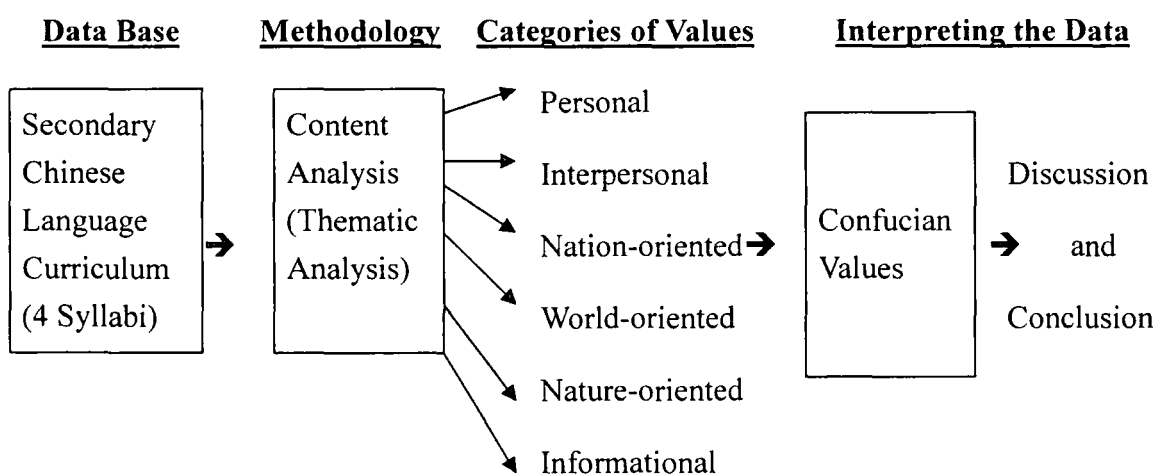 Data Base
Methodology
Categories of Values
Interpreting the Data
Secondary
Chinese
Language
Curriculum
(4 Syllabi)
Content
Analysis
(Thematic
Analysis)
Personal
Interpersonal
Nation-oriented
World-oriented
Nature-oriented
Informational
Confucian
Values
Discussion
and
Conclusion